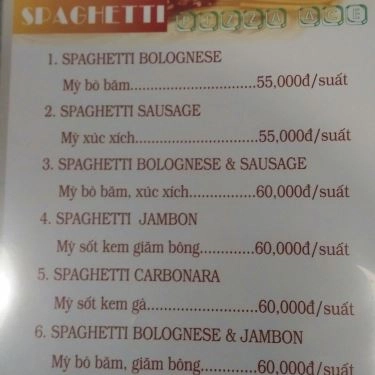 SPAGHETTI PIZZA ACE
1. SPAGHETTI BOLOGNESE
Mỳ bò băm...............................55,000đ/suất
2. SPAGHETTI SAUSAGE
Mỳ xúc xích..............................55,000đ/suất
3. SPAGHETTI BOLOGNESE & SAUSAGE
Mỳ bò băm, xúc xích.................60,000đ/suất
4. SPAGHETTI JAMBON
Mỳ sốt kem giăm bông.............60,000đ/suất
5. SPAGHETTI CARBONARA
Mỳ sốt kem gà...........................60,000đ/suất
6. SPAGHETTI BOLOGNESE & JAMBON
Mỳ bò băm, giăm bông..............60,000đ/suất